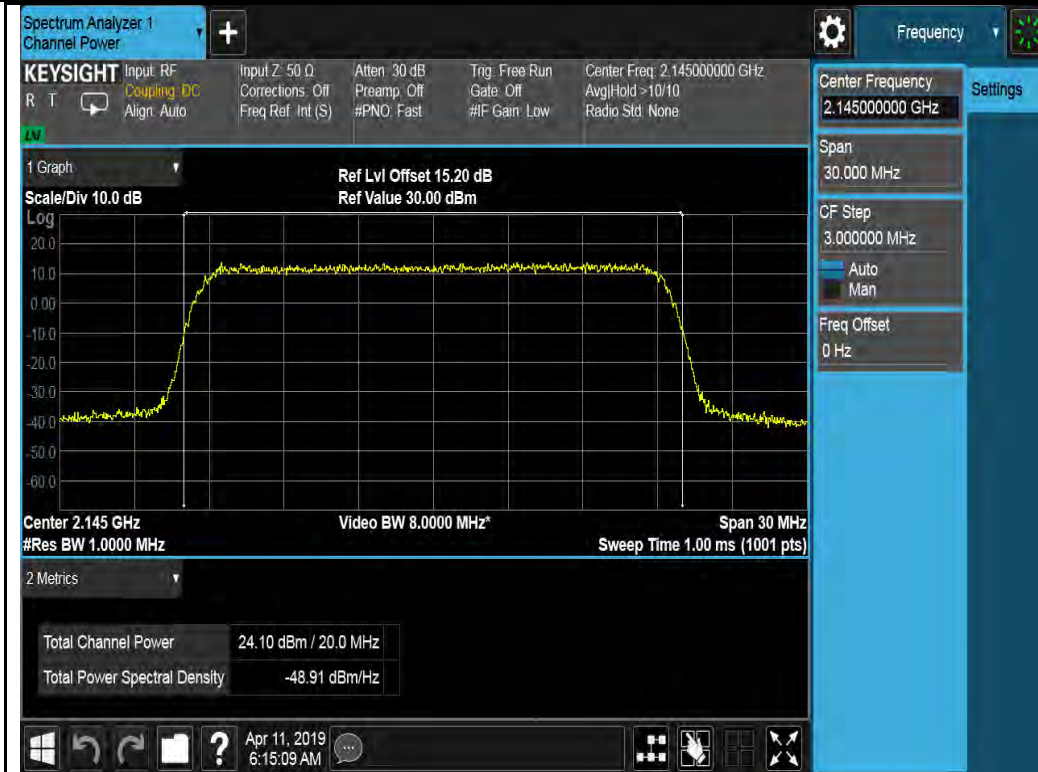 Spectrum Analyzer 1
Channel Power
+
Frequency
KEYSIGHT
R T
LV
Input: RF
Coupling: DC
Align: Auto
Input Z: 50 Ω
Corrections: Off
Freq Ref: Int (S)
Atten: 30 dB
Preamp: Off
#PNO: Fast
Trig: Free Run
Gate: Off
#IF Gain: Low
Center Freq: 2.145000000 GHz
Avg|Hold >10/10
Radio Std: None
Center Frequency
2.145000000 GHz
Settings
Span
30.000 MHz
CF Step
3.000000 MHz
Auto
Man
Freq Offset
0 Hz
1 Graph
Scale/Div 10.0 dB
Ref Lvl Offset 15.20 dB
Ref Value 30.00 dBm
Log
20.0
10.0
0.00
-10.0
-20.0
-30.0
-40.0
-50.0
-60.0
Center 2.145 GHz
#Res BW 1.0000 MHz
Video BW 8.0000 MHz*
Span 30 MHz
Sweep Time 1.00 ms (1001 pts)
2 Metrics
Total Channel Power 24.10 dBm / 20.0 MHz
Total Power Spectral Density -48.91 dBm/Hz
?
Apr 11, 2019
6:15:09 AM